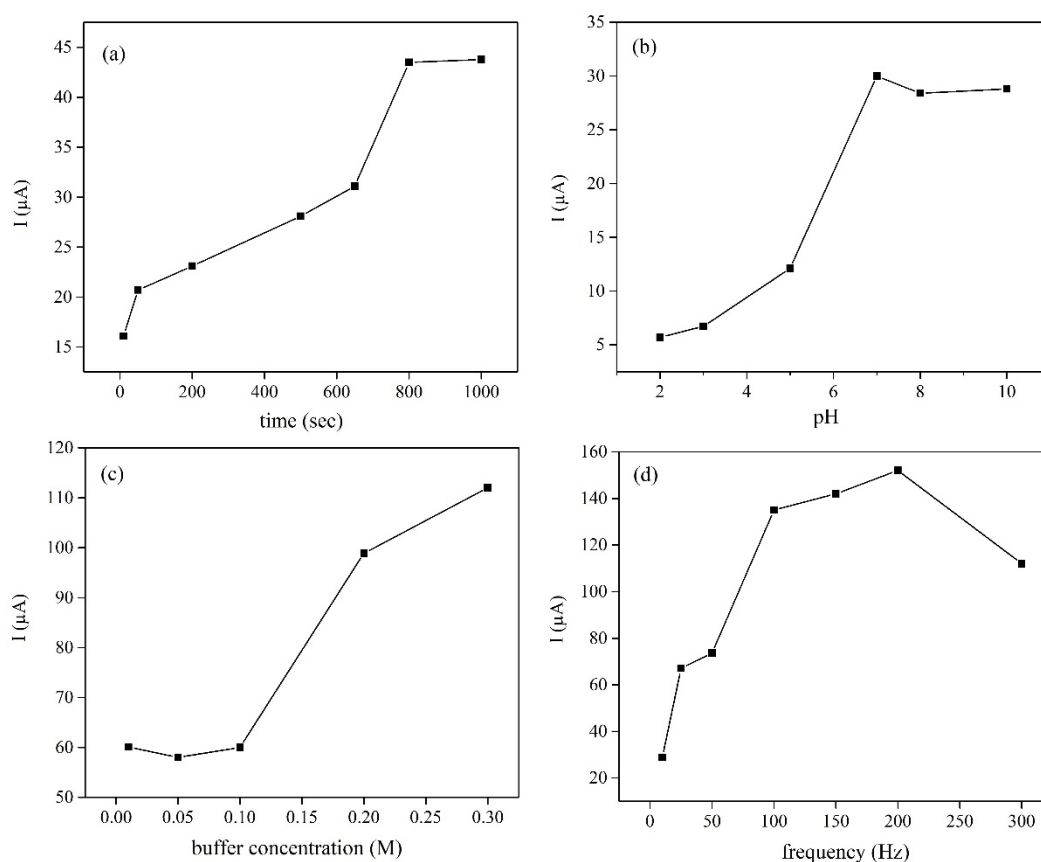 (a)
45
40
35
30
25
20
15
I (µA)
0 200 400 600 800 1000
time (sec)
(b)
35
30
25
20
15
10
5
I (µA)
2 4 6 8 10
pH
(c)
120
110
100
90
80
70
60
50
I (µA)
0.00 0.05 0.10 0.15 0.20 0.25 0.30
buffer concentration (M)
(d)
160
140
120
100
80
60
40
20
I (µA)
0 50 100 150 200 250 300
frequency (Hz)